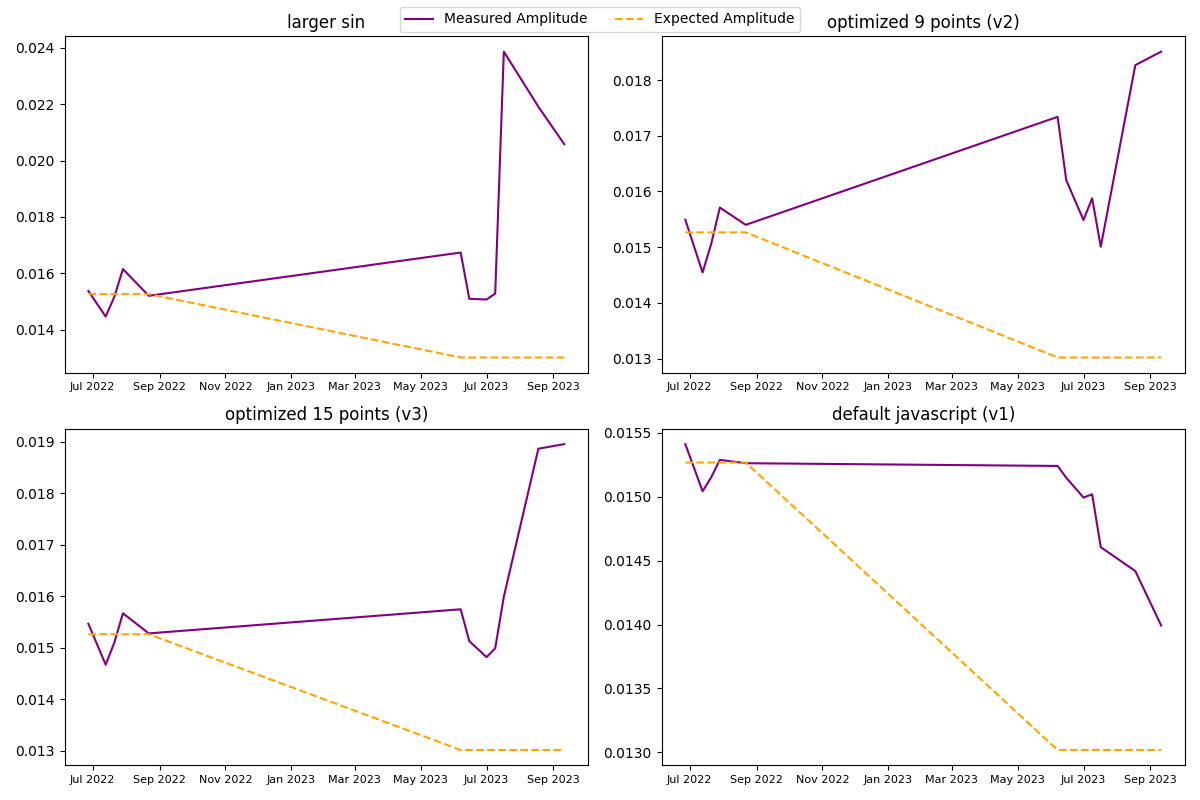 Measured Amplitude Expected Amplitude
larger sin
0.024
0.022
0.020
0.018
0.016
0.014
Jul 2022 Sep 2022 Nov 2022 Jan 2023 Mar 2023 May 2023 Jul 2023 Sep 2023
optimized 9 points (v2)
0.018
0.017
0.016
0.015
0.014
0.013
Jul 2022 Sep 2022 Nov 2022 Jan 2023 Mar 2023 May 2023 Jul 2023 Sep 2023
optimized 15 points (v3)
0.019
0.018
0.017
0.016
0.015
0.014
0.013
Jul 2022 Sep 2022 Nov 2022 Jan 2023 Mar 2023 May 2023 Jul 2023 Sep 2023
default javascript (v1)
0.0155
0.0150
0.0145
0.0140
0.0135
0.0130
Jul 2022 Sep 2022 Nov 2022 Jan 2023 Mar 2023 May 2023 Jul 2023 Sep 2023